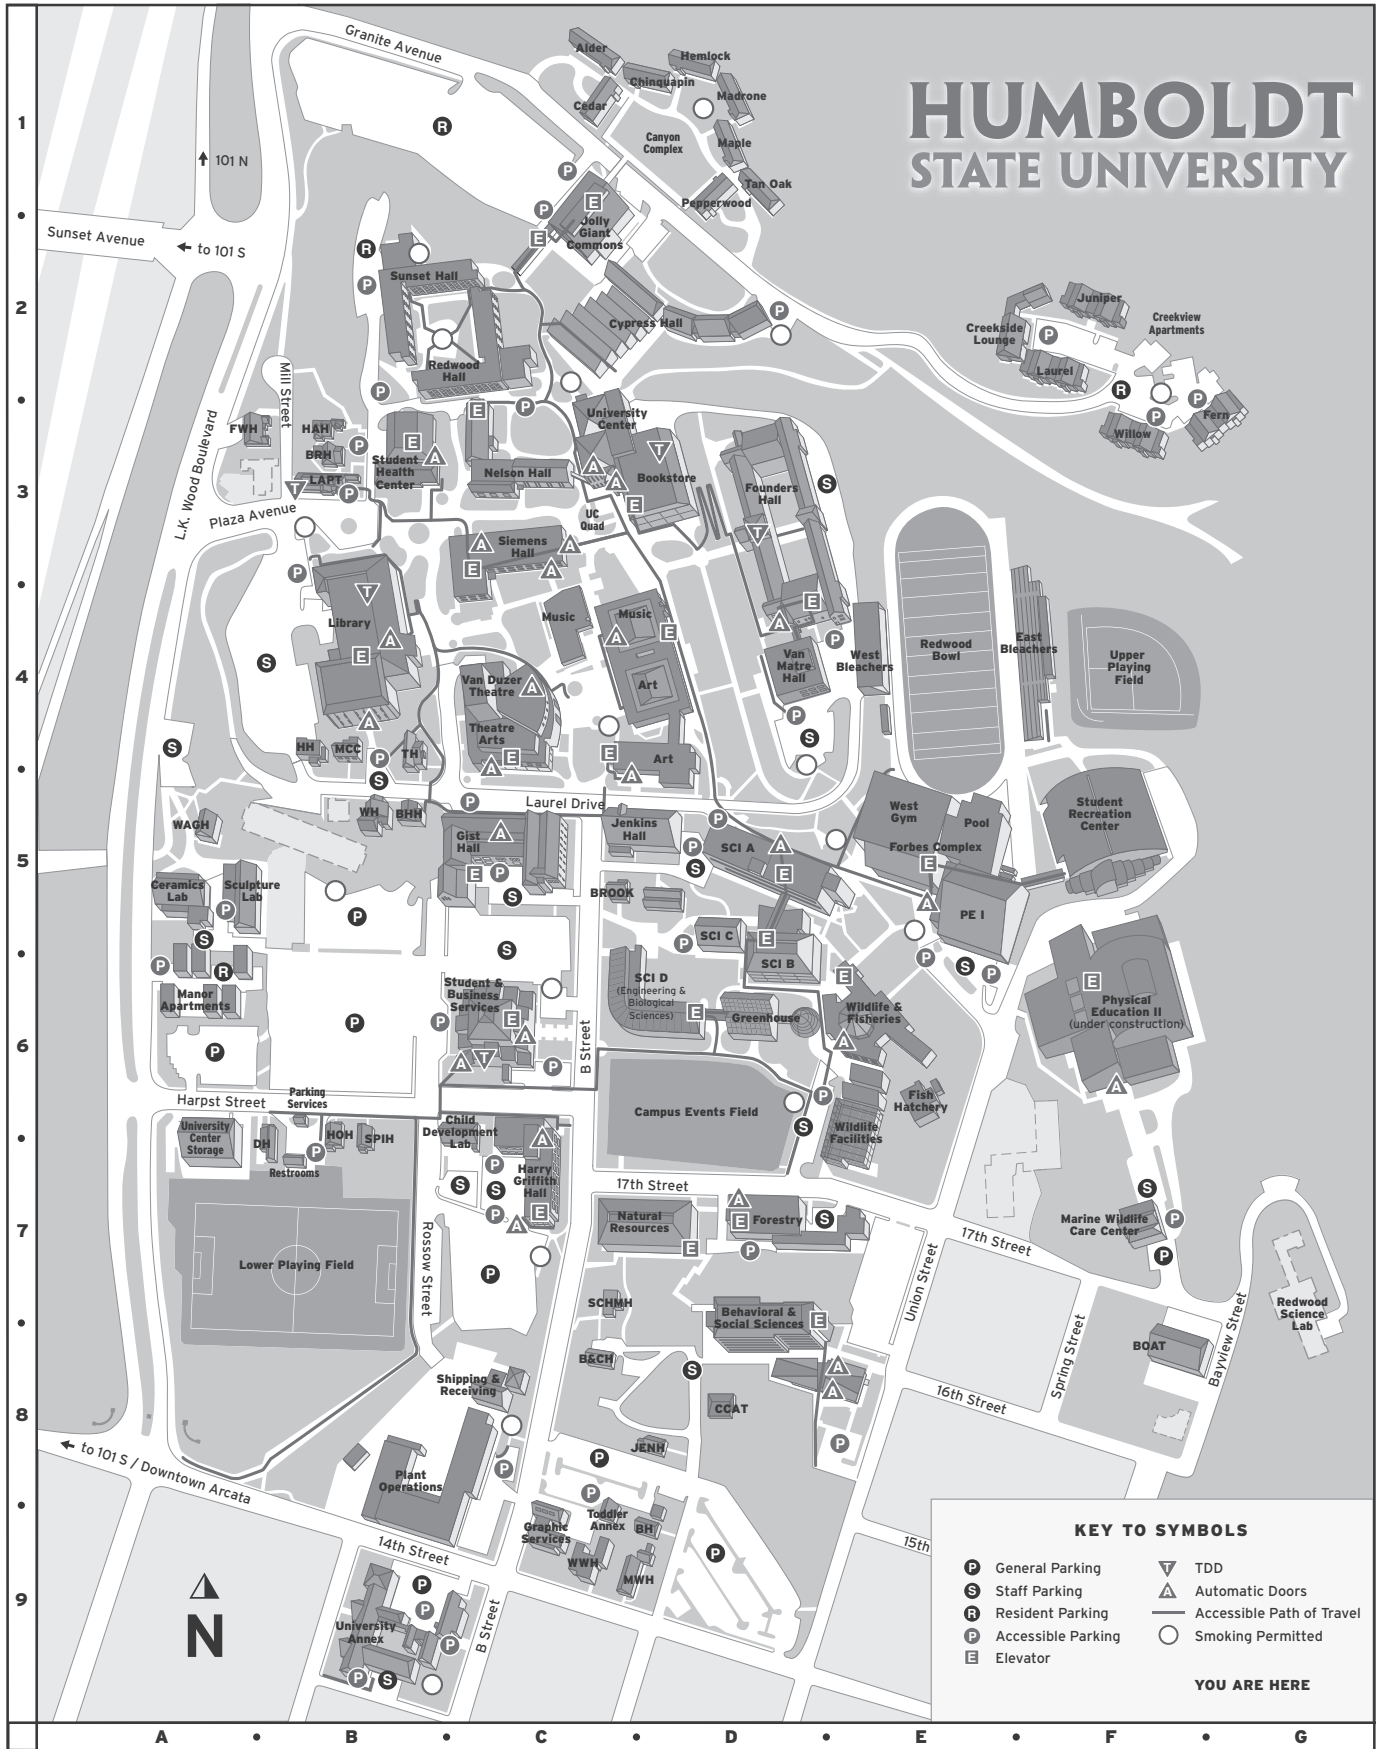 HUMBOLDT
STATE UNIVERSITY
Granite Avenue
Alder
Hemlock
Chinquapin
Madrone
Cedar
Canyon
Complex
Maple
Tan Oak
Pepperwood
1
R
101 N
P
E
Jolly
Giant
Commons
P
E
Sunset Avenue
to 101 S
R
Sunset Hall
P
2
Cypress Hall
P
Redwood
Hall
Juniper
Creekview
Apartments
Creekside
Lounge
P
Laurel
R
P
P
Fern
Willow
Mill Street
P
P
E
University
Center
FWH
HAH
BRH
P
E
A
Student
Health
Center
Nelson Hall
T
A
A
Bookstore
E
L.K. Wood Boulevard
LAPT
T
P
3
Founders
Hall
S
T
UC
Quad
Plaza Avenue
A
Siemens
Hall
A
E
A
P
T
Library
A
E
A
S
Music
Music
A
E
Art
E
A
P
Van
Matre
Hall
West
Bleachers
Redwood
Bowl
East
Bleachers
Upper
Playing
Field
4
Van Duzer
Theatre
A
Theatre
Arts
E
A
P
S
S
HH
MCC
P
TH
S
E
Art
A
Laurel Drive
P
WAGH
WH
BHH
Gist
Hall
A
E
P
S
Jenkins
Hall
P
P
S
SCI A
A
E
West
Gym
Pool
Forbes Complex
E
A
PE I
Student
Recreation
Center
5
Ceramics
Lab
Sculpture
Lab
P
S
P
BROOK
SCI C
P
E
SCI B
P
S
P
P
R
Manor
Apartments
S
SCI D
(Engineering &
Biological
Sciences)
E
Greenhouse
E
Wildlife &
Fisheries
A
E
Physical
Education II
(under construction)
A
Student &
Business
Services
P
E
A
A
T
P
B Street
6
P
P
Harpst Street
Parking
Services
Campus Events Field
P
S
Fish
Hatchery
Wildlife
Facilities
University
Center
Storage
DH
HOH
SPIH
P
Restrooms
Child
Development
Lab
A
P
S
S
Harry
Griffith
Hall
P
A
E
17th Street
Natural
Resources
E
A
E
Forestry
S
P
S
Marine Wildlife
Care Center
P
P
7
Lower Playing Field
Rossow Street
P
17th Street
Union Street
Redwood
Science
Lab
SCHMH
Behavioral &
Social Sciences
E
Spring Street
Bayview Street
BOAT
B&CH
S
A
A
Shipping &
Receiving
CCAT
16th Street
8
to 101 S / Downtown Arcata
P
JENH
P
Plant
Operations
P
P
Toddler
Annex
BH
Graphic
Services
WWH
MWH
P
14th Street
15th
P
P
University
Annex
P
P
S
B Street
9
N
KEY TO SYMBOLS
P General Parking
S Staff Parking
R Resident Parking
P Accessible Parking
E Elevator
T TDD
A Automatic Doors
Accessible Path of Travel
Smoking Permitted
YOU ARE HERE
A • B • C • D • E • F • G